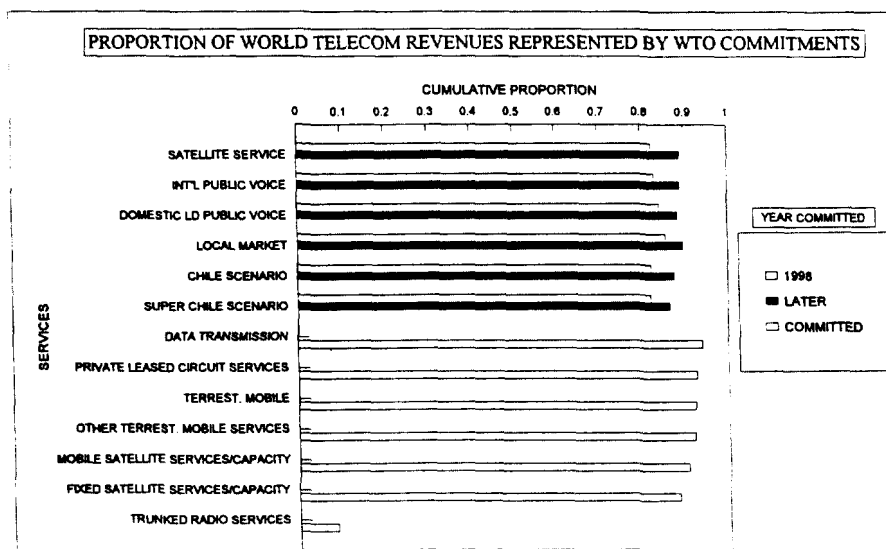 PROPORTION OF WORLD TELECOM REVENUES REPRESENTED BY WTO COMMITMENTS
CUMULATIVE PROPORTION
0 0.1 0.2 0.3 0.4 0.5 0.6 0.7 0.8 0.9 1
SATELLITE SERVICE
INT'L PUBLIC VOICE
DOMESTIC LD PUBLIC VOICE
LOCAL MARKET
CHILE SCENARIO
SUPER CHILE SCENARIO
DATA TRANSMISSION
PRIVATE LEASED CIRCUIT SERVICES
TERREST. MOBILE
OTHER TERREST. MOBILE SERVICES
MOBILE SATELLITE SERVICES/CAPACITY
FIXED SATELLITE SERVICES/CAPACITY
TRUNKED RADIO SERVICES
SERVICES
YEAR COMMITTED
1998
LATER
COMMITTED